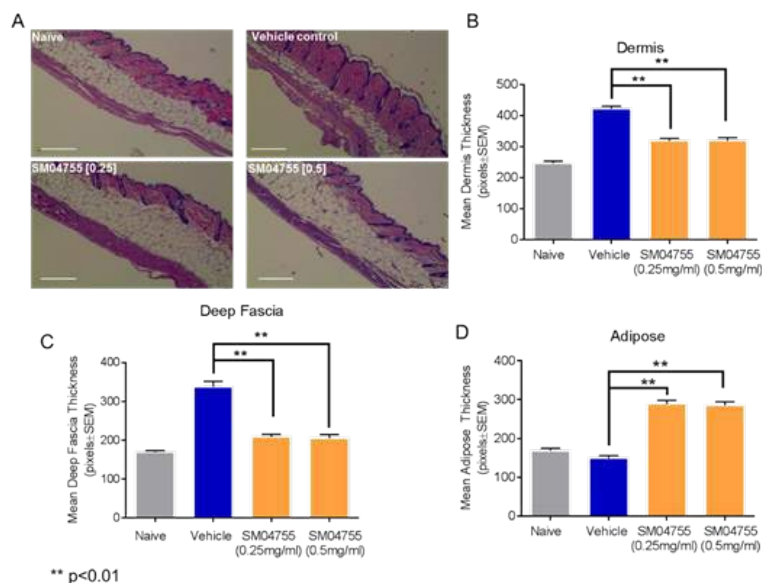 A
Naive
Vehicle control
SM04755 [0.25]
SM04755 [0.5]
B
Dermis
Mean Dermis Thickness
(pixels±SEM)
500
400
300
200
100
0
**
**
Naive
Vehicle
SM04755
(0.25mg/ml)
SM04755
(0.5mg/ml)
C
Deep Fascia
Mean Deep Fascia Thickness
(pixels±SEM)
400
300
200
100
0
**
**
Naive
Vehicle
SM04755
(0.25mg/ml)
SM04755
(0.5mg/ml)
D
Adipose
Mean Adipose Thickness
(pixels±SEM)
400
300
200
100
0
**
**
Naive
Vehicle
SM04755
(0.25mg/ml)
SM04755
(0.5mg/ml)
** p<0.01